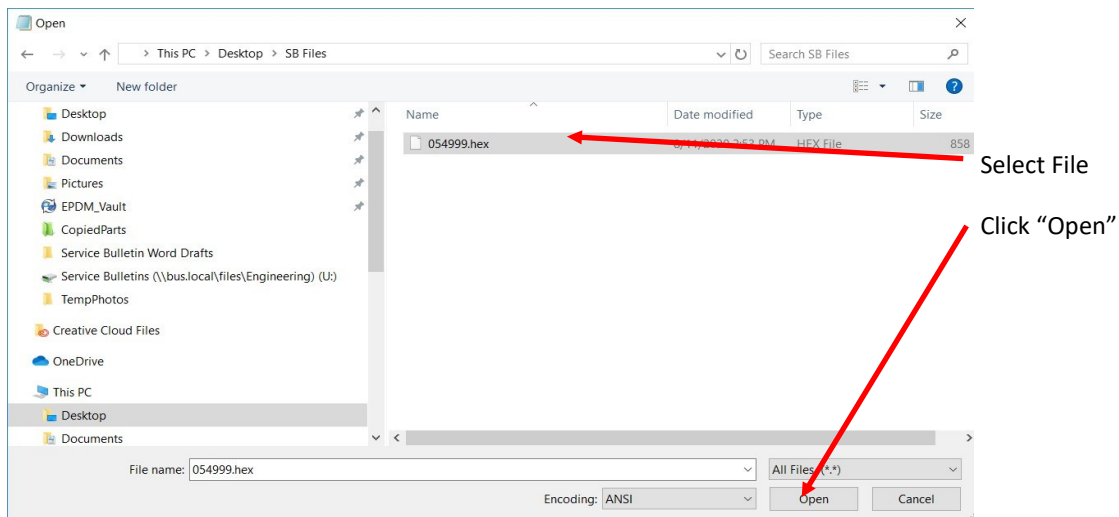 Open
> This PC > Desktop > SB Files
Search SB Files
Organize
New folder
Desktop
Downloads
Documents
Pictures
EPDM_Vault
CopiedParts
Service Bulletin Word Drafts
Service Bulletins (\\bus.local\files\Engineering) (U:)
TempPhotos
Creative Cloud Files
OneDrive
This PC
Desktop
Documents
Name Date modified Type Size
054999.hex HEX File 858
Select File
Click “Open”
File name: 054999.hex
All Files (*.*)
Encoding: ANSI
Open Cancel